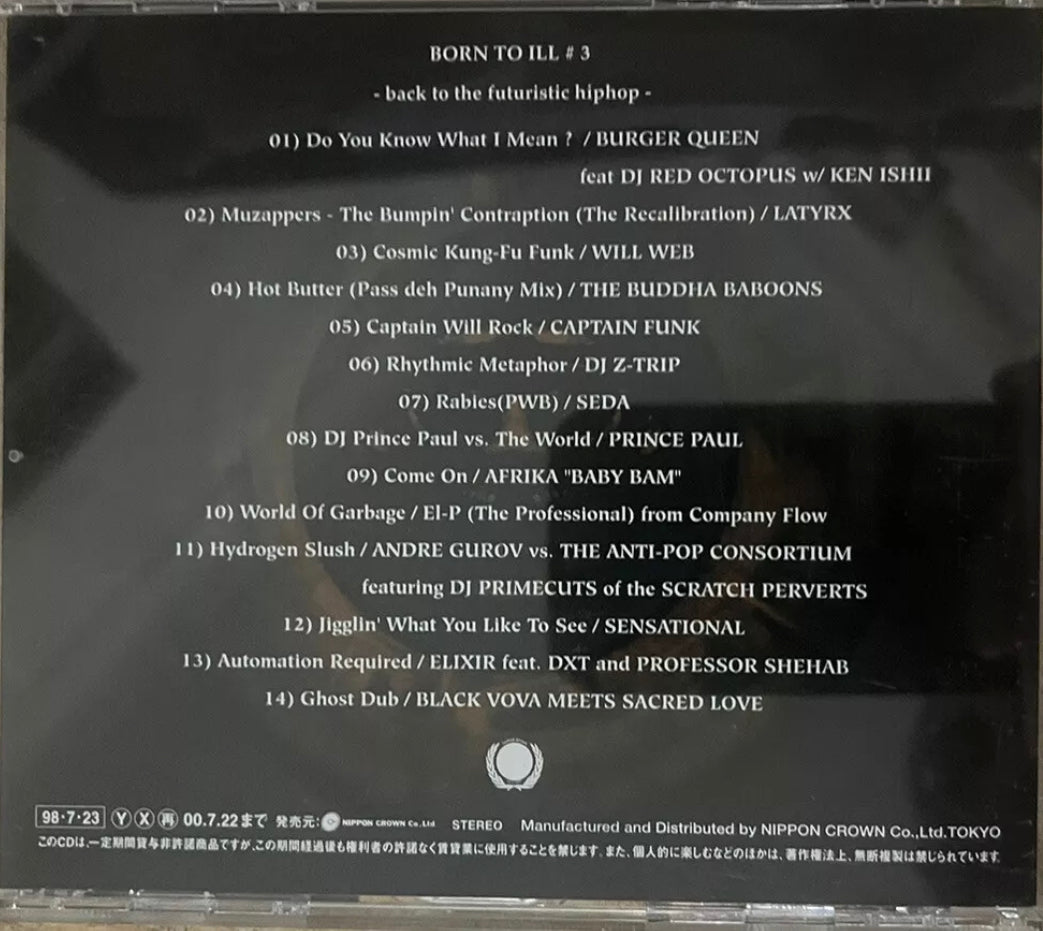 BORN TO ILL # 3
- back to the futuristic hiphop -
01) Do You Know What I Mean ? / BURGER QUEEN
feat DJ RED OCTOPUS w/ KEN ISHII
02) Muzappers - The Bumpin' Contraption (The Recalibration) / LATYRX
03) Cosmic Kung-Fu Funk / WILL WEB
04) Hot Butter (Pass deh Punany Mix) / THE BUDDHA BABOONS
05) Captain Will Rock / CAPTAIN FUNK
06) Rhythmic Metaphor / DJ Z-TRIP
07) Rabies(PWB) / SEDA
08) DJ Prince Paul vs. The World / PRINCE PAUL
09) Come On / AFRIKA "BABY BAM"
10) World Of Garbage / El-P (The Professional) from Company Flow
11) Hydrogen Slush / ANDRE GUROV vs. THE ANTI-POP CONSORTIUM
featuring DJ PRIMECUTS of the SCRATCH PERVERTS
12) Jigglin' What You Like To See / SENSATIONAL
13) Automation Required / ELIXIR feat. DXT and PROFESSOR SHEHAB
14) Ghost Dub / BLACK VOVA MEETS SACRED LOVE
98・7・23 Ⓨ Ⓧ ㊢ 00.7.22まで 発売元: NIPPON CROWN Co.,Ltd STEREO Manufactured and Distributed by NIPPON CROWN Co.,Ltd.TOKYO
このCDは、一定期間貸与非許諾商品ですが、この期間経過後も権利者の許諾なく賃貸業に使用することを禁じます。また、個人的に楽しむなどのほかは、著作権法上、無断複製は禁じられています。